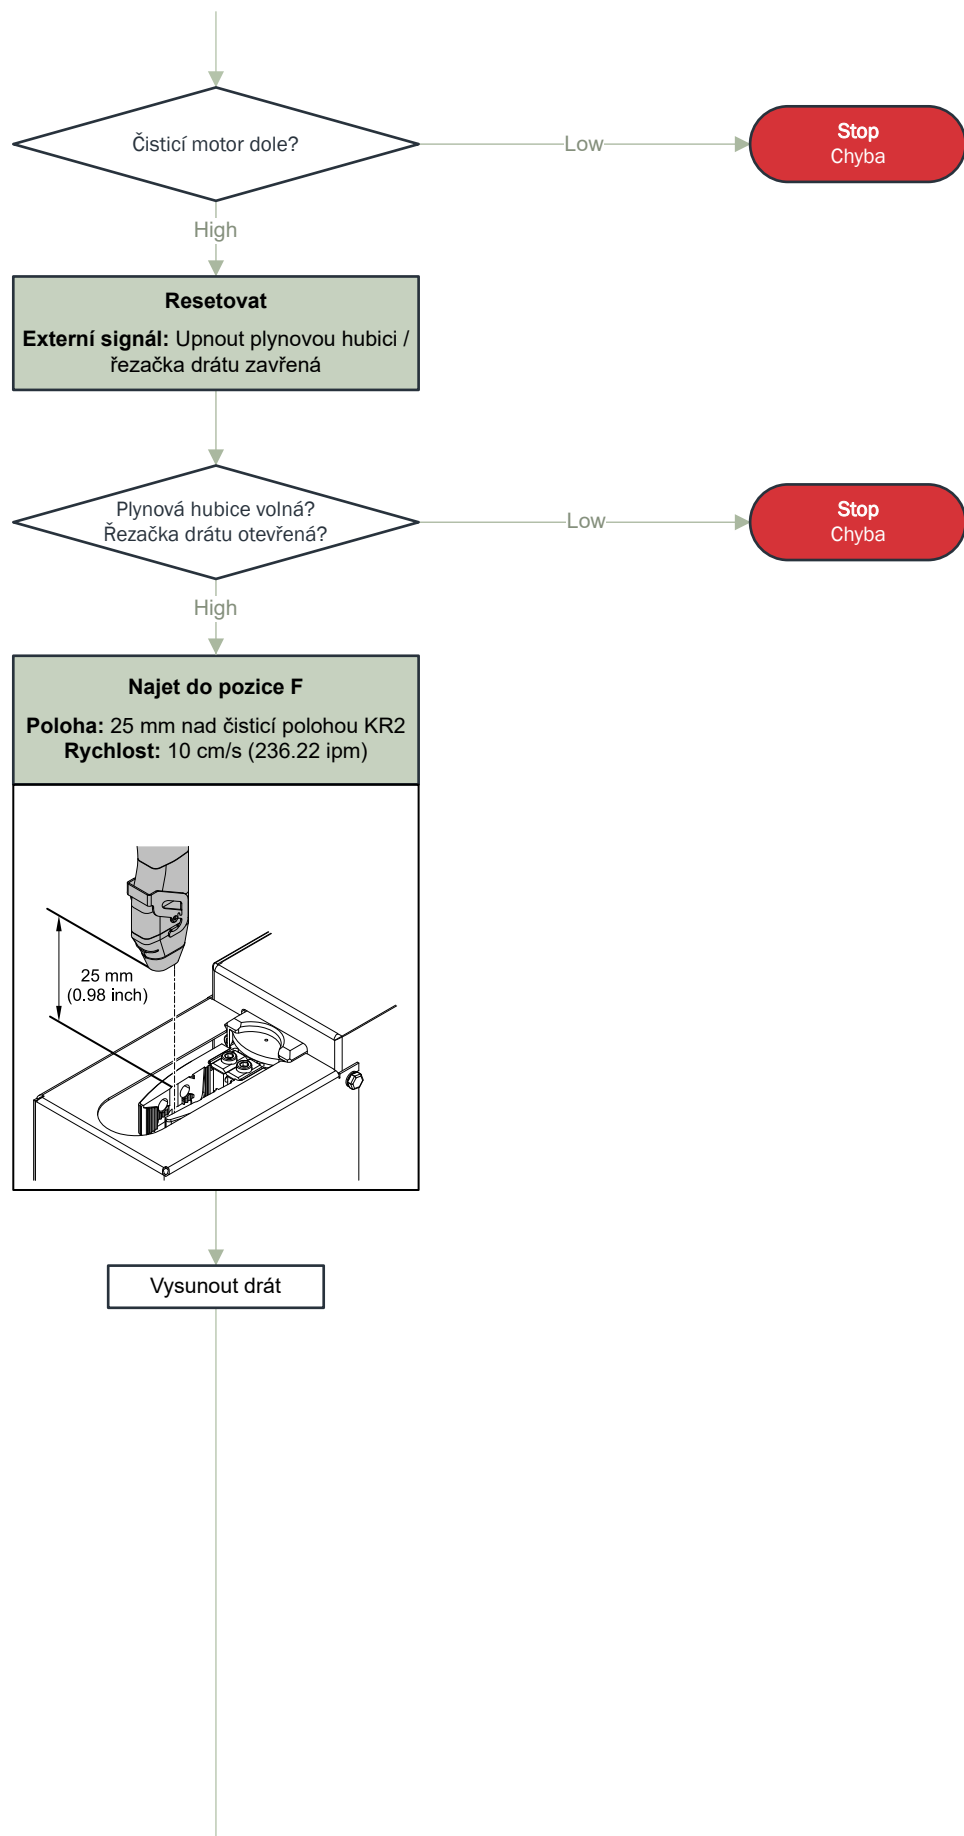 Čisticí motor dole?
Low
Stop
Chyba
High
Resetovat
Externí signál: Upnout plynovou hubici /
řezačka drátu zavřená
Plynová hubice volná?
Řezačka drátu otevřená?
Low
Stop
Chyba
High
Najet do pozice F
Poloha: 25 mm nad čisticí polohou KR2
Rychlost: 10 cm/s (236.22 ipm)
25 mm
(0.98 inch)
Vysunout drát